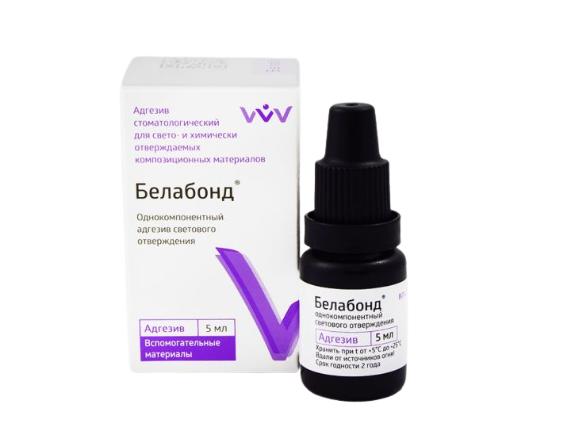 Адгезив
стоматологический
для свето- и химически
отверждаемых
композиционных материалов
Белабонд®
Однокомпонентный
адгезив светового
отверждения
Адгезив 5 мл
Вспомогательные
материалы
Белабонд®
однокомпонентный
светового отверждения
Адгезив 5 мл
Хранить при t от +5°С до +25°С
Вдали от источников огня!
Срок годности 2 года